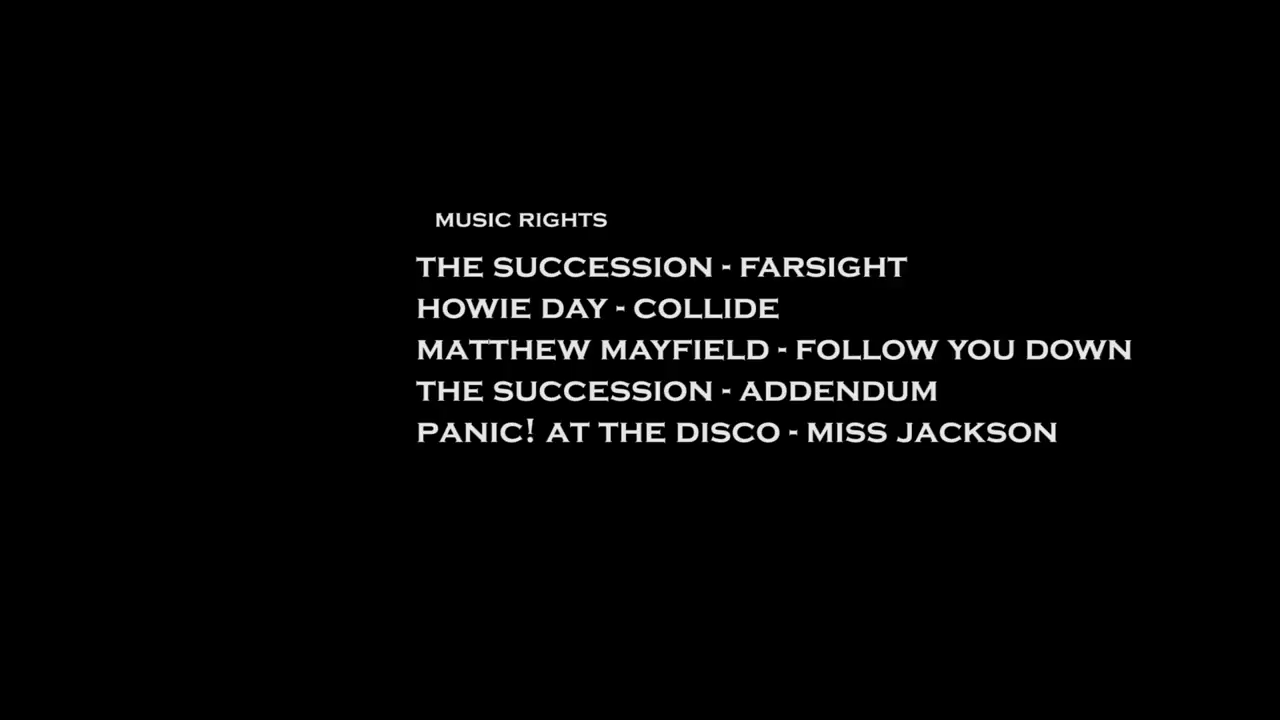 MUSIC RIGHTS
THE SUCCESSION - FARSIGHT
HOWIE DAY - COLLIDE
MATTHEW MAYFIELD - FOLLOW YOU DOWN
THE SUCCESSION - ADDENDUM
PANIC! AT THE DISCO - MISS JACKSON